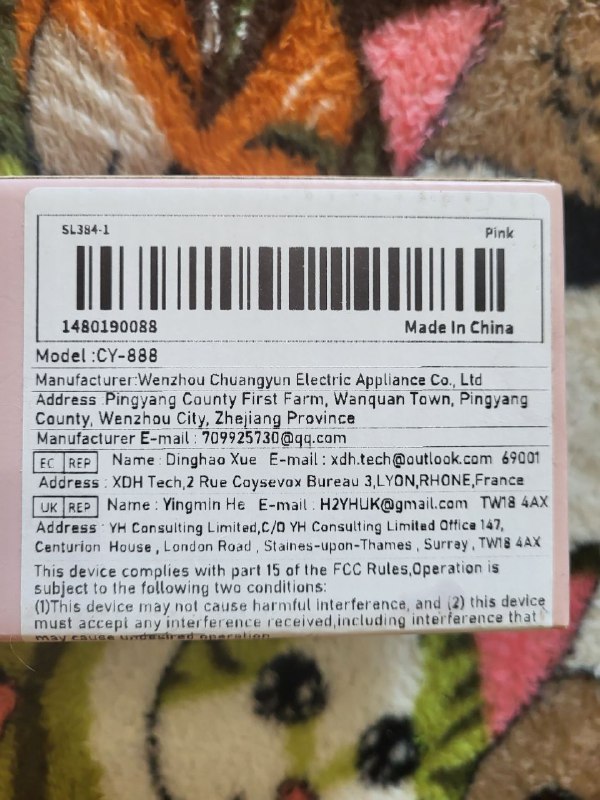 SL384-1 Pink
1480190088 Made In China
Model :CY-888
Manufacturer:Wenzhou Chuangyun Electric Appliance Co., Ltd
Address :Pingyang County First Farm, Wanquan Town, Pingyang
County, Wenzhou City, Zhejiang Province
Manufacturer E-mail : 709925730@qq.com
EC REP Name : Dinghao Xue E-mail : xdh.tech@outlook.com 69001
Address : XDH Tech,2 Rue Coysevox Bureau 3,LYON,RHONE,France
UK REP Name : Yingmin He E-mail : H2YHUK@gmail.com TW18 4AX
Address : YH Consulting Limited,C/O YH Consulting Limited Office 147,
Centurion House , London Road , Staines-upon-Thames , Surray , TW18 4AX
This device complies with part 15 of the FCC Rules,Operation is
subject to the following two conditions:
(1)This device may not cause harmful interference, and (2) this device
must accept any interference received,including interference that
may cause undesired operation